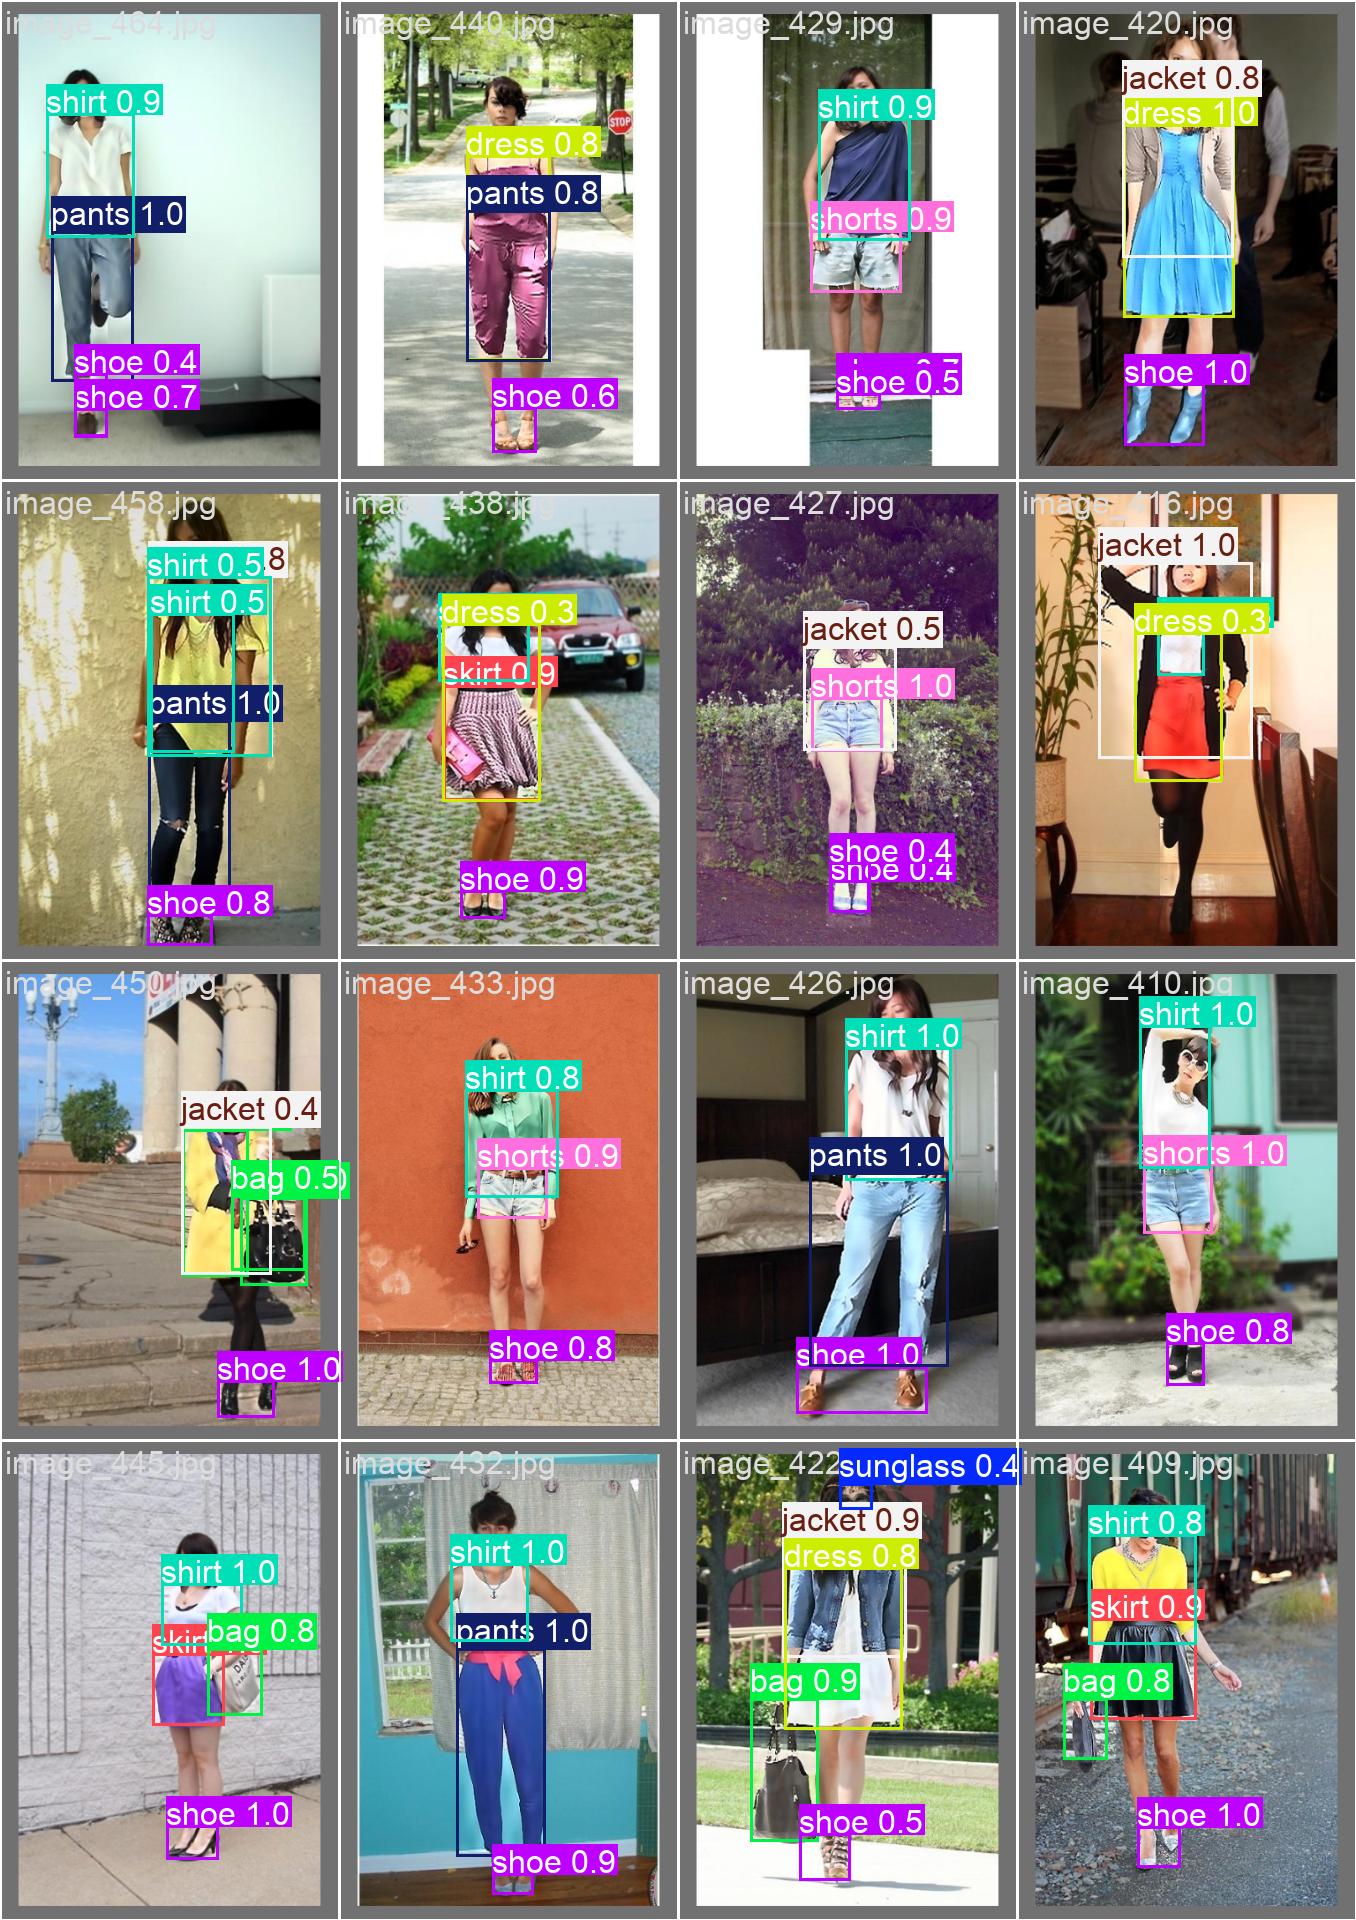 image_464.jpg
shirt 0.9
pants 1.0
shoe 0.4
shoe 0.7
image_440.jpg
STOP
dress 0.8
pants 0.8
shoe 0.6
image_429.jpg
shirt 0.9
shorts 0.9
shoe 0.5
image_420.jpg
jacket 0.8
dress 1.0
shoe 1.0
image_458.jpg
shirt 0.5
shirt 0.5
pants 1.0
shoe 0.8
image_438.jpg
dress 0.3
skirt 0.9
shoe 0.9
image_427.jpg
jacket 0.5
shorts 1.0
shoe 0.4
shoe 0.4
image_416.jpg
jacket 1.0
dress 0.3
image_450.jpg
jacket 0.4
bag 0.5
shoe 1.0
image_433.jpg
shirt 0.8
shorts 0.9
shoe 0.8
image_426.jpg
shirt 1.0
pants 1.0
shoe 1.0
image_410.jpg
shirt 1.0
shorts 1.0
shoe 0.8
image_445.jpg
shirt 1.0
skirt
bag 0.8
shoe 1.0
image_432.jpg
shirt 1.0
pants 1.0
shoe 0.9
image_422
sunglass 0.4
jacket 0.9
dress 0.8
bag 0.9
shoe 0.5
image_409.jpg
shirt 0.8
skirt 0.9
bag 0.8
shoe 1.0